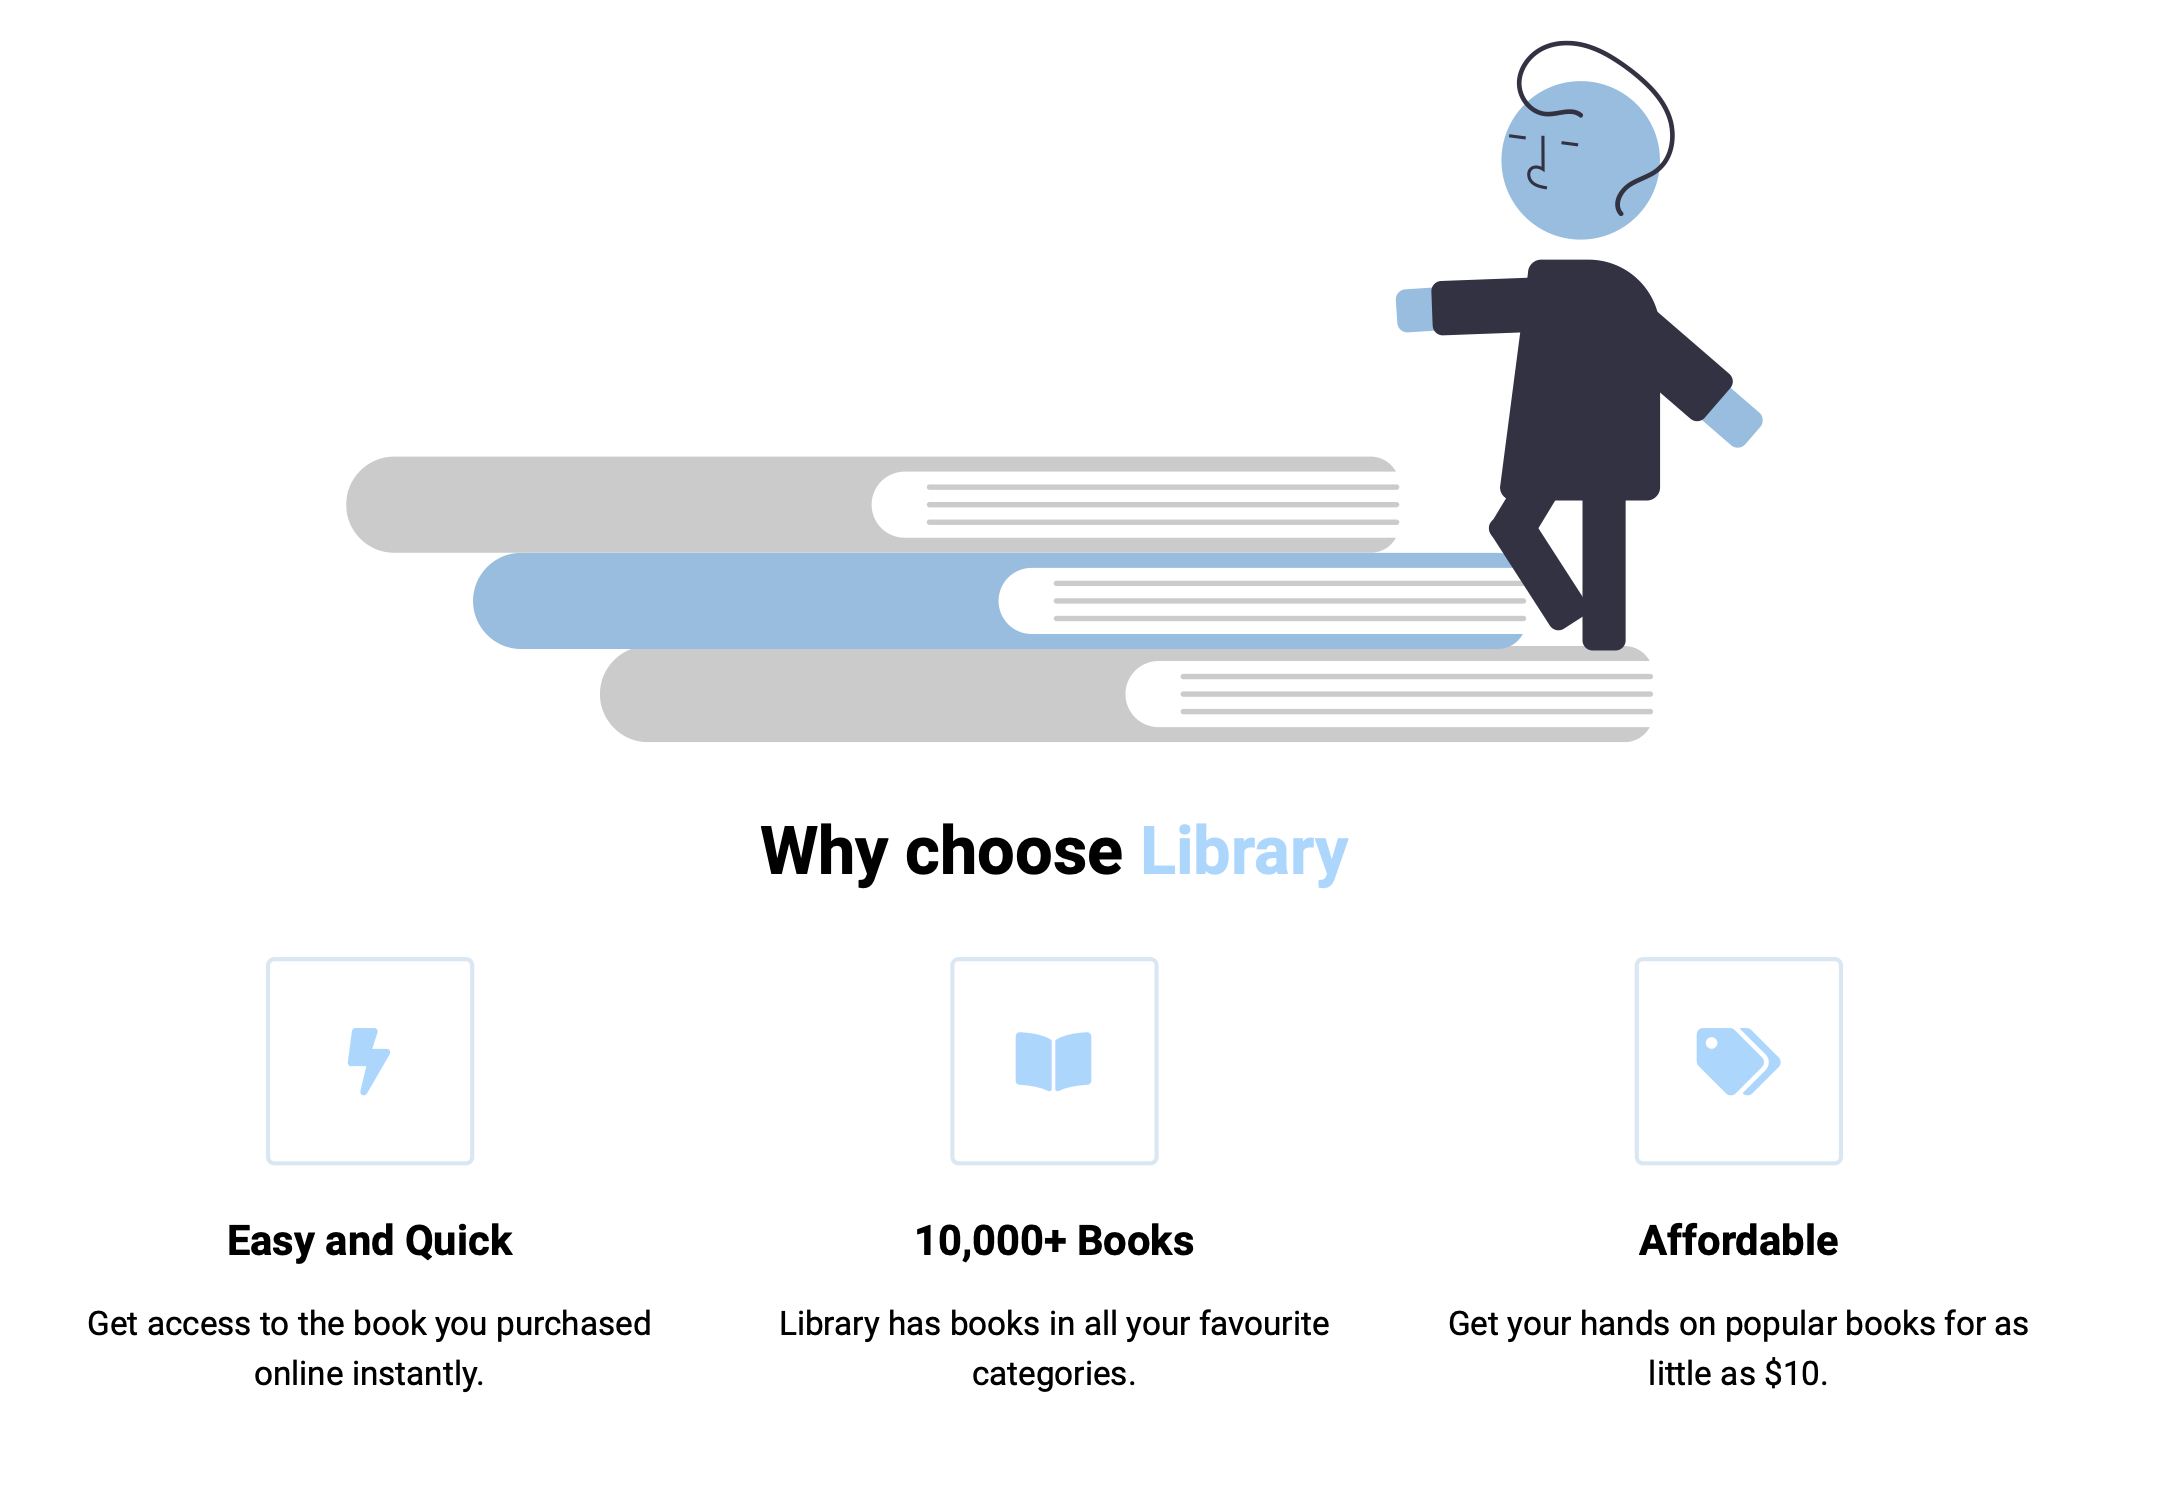 Why choose Library
Easy and Quick
Get access to the book you purchased
online instantly.
10,000+ Books
Library has books in all your favourite
categories.
Affordable
Get your hands on popular books for as
little as $10.